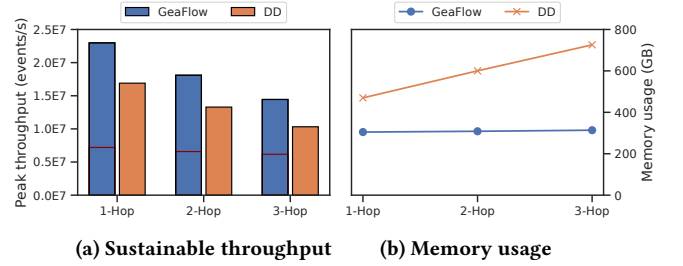 GeaFlow DD
Peak throughput (events/s)
2.5E7
2.0E7
1.5E7
1.0E7
0.5E7
0.0E7
1-Hop 2-Hop 3-Hop
(a) Sustainable throughput
GeaFlow DD
800
600
400
200
0
Memory usage (GB)
1-Hop 2-Hop 3-Hop
(b) Memory usage